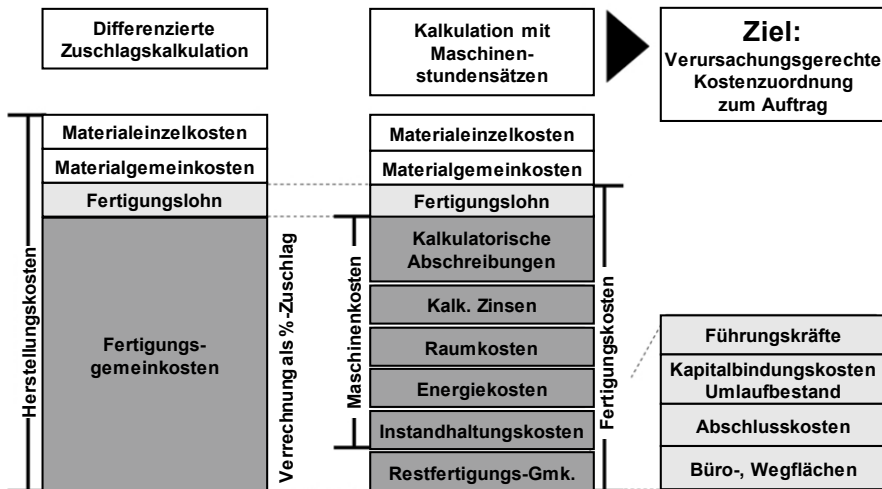 Differenzierte
Zuschlagskalkulation
Kalkulation mit
Maschinen-
stundensätzen
Ziel:
Verursachungsgerechte
Kostenzuordnung
zum Auftrag
Herstellungskosten
Materialeinzelkosten
Materialgemeinkosten
Fertigungslohn
Fertigungs-
gemeinkosten
Verrechnung als %-Zuschlag
Maschinenkosten
Materialeinzelkosten
Materialgemeinkosten
Fertigungslohn
Kalkulatorische
Abschreibungen
Kalk. Zinsen
Raumkosten
Energiekosten
Instandhaltungskosten
Restfertigungs-Gmk.
Fertigungskosten
Führungskräfte
Kapitalbindungskosten
Umlaufbestand
Abschlusskosten
Büro-, Wegflächen